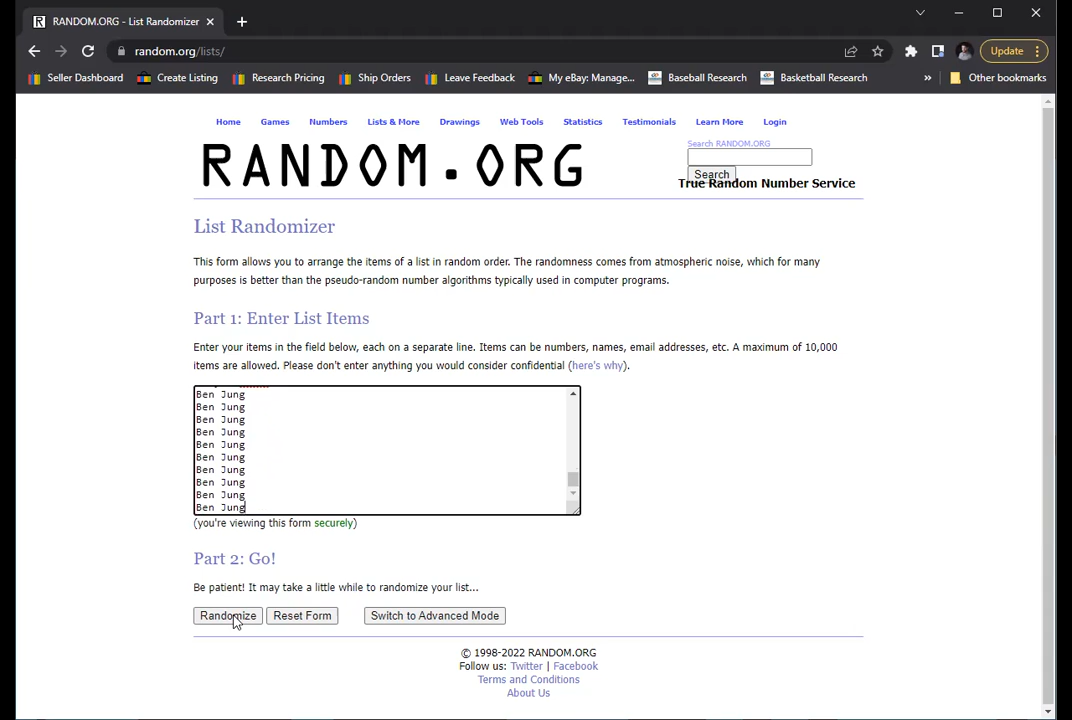 RANDOM.ORG - List Randomizer
random.org/lists/
Update
Seller Dashboard Create Listing Research Pricing Ship Orders Leave Feedback My eBay: Manage... Baseball Research Basketball Research » Other bookmarks
Home Games Numbers Lists & More Drawings Web Tools Statistics Testimonials Learn More Login
Search RANDOM.ORG
RANDOM.ORG
Search
True Random Number Service
List Randomizer
This form allows you to arrange the items of a list in random order. The randomness comes from atmospheric noise, which for many
purposes is better than the pseudo-random number algorithms typically used in computer programs.
Part 1: Enter List Items
Enter your items in the field below, each on a separate line. Items can be numbers, names, email addresses, etc. A maximum of 10,000
items are allowed. Please don't enter anything you would consider confidential (here's why).
Ben Jung
Ben Jung
Ben Jung
Ben Jung
Ben Jung
Ben Jung
Ben Jung
Ben Jung
Ben Jung
Ben Jung
(you're viewing this form securely)
Part 2: Go!
Be patient! It may take a little while to randomize your list...
Randomize Reset Form Switch to Advanced Mode
© 1998-2022 RANDOM.ORG
Follow us: Twitter | Facebook
Terms and Conditions
About Us